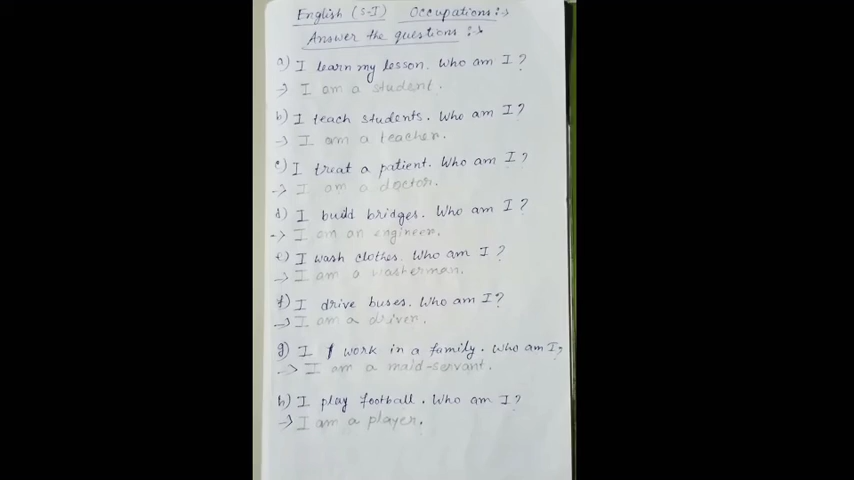 English (S-I) Occupations :->
Answer the questions :->
a) I learn my lesson. Who am I?
-> I am a student.
b) I teach students. Who am I?
-> I am a teacher.
c) I treat a patient. Who am I?
-> I am a doctor.
d) I build bridges. Who am I?
-> I am an engineer.
e) I wash clothes. Who am I?
-> I am a washerman.
f) I drive buses. Who am I?
-> I am a driver.
g) I work in a family. Who am I?
-> I am a maid-servant.
h) I play football. Who am I?
-> I am a player.